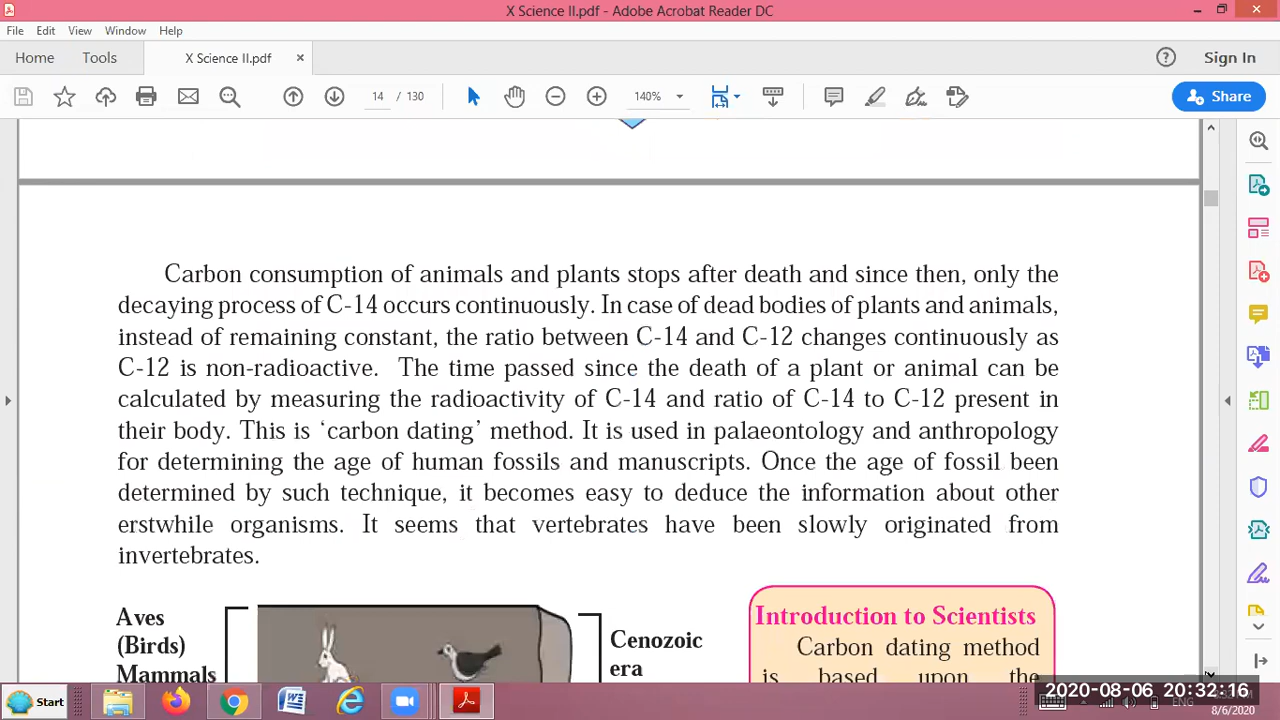 X Science II.pdf - Adobe Acrobat Reader DC
File Edit View Window Help
Home Tools X Science II.pdf × ? Sign In
14 / 130 140% Share
Carbon consumption of animals and plants stops after death and since then, only the
decaying process of C-14 occurs continuously. In case of dead bodies of plants and animals,
instead of remaining constant, the ratio between C-14 and C-12 changes continuously as
C-12 is non-radioactive. The time passed since the death of a plant or animal can be
calculated by measuring the radioactivity of C-14 and ratio of C-14 to C-12 present in
their body. This is ‘carbon dating’ method. It is used in palaeontology and anthropology
for determining the age of human fossils and manuscripts. Once the age of fossil been
determined by such technique, it becomes easy to deduce the information about other
erstwhile organisms. It seems that vertebrates have been slowly originated from
invertebrates.
Aves
(Birds)
Mammals
Cenozoic
era
Introduction to Scientists
Carbon dating method
is based upon the
Start
2020-08-06 20:32:16
ENG
8/6/2020